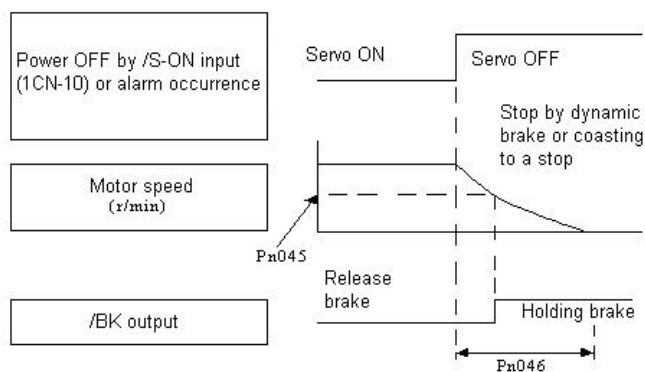 Power OFF by /S-ON input
(1CN-10) or alarm occurrence
Servo ON
Servo OFF
Stop by dynamic
brake or coasting
to a stop
Motor speed
(r/min)
Pn045
Release
brake
/BK output
Holding brake
Pn046